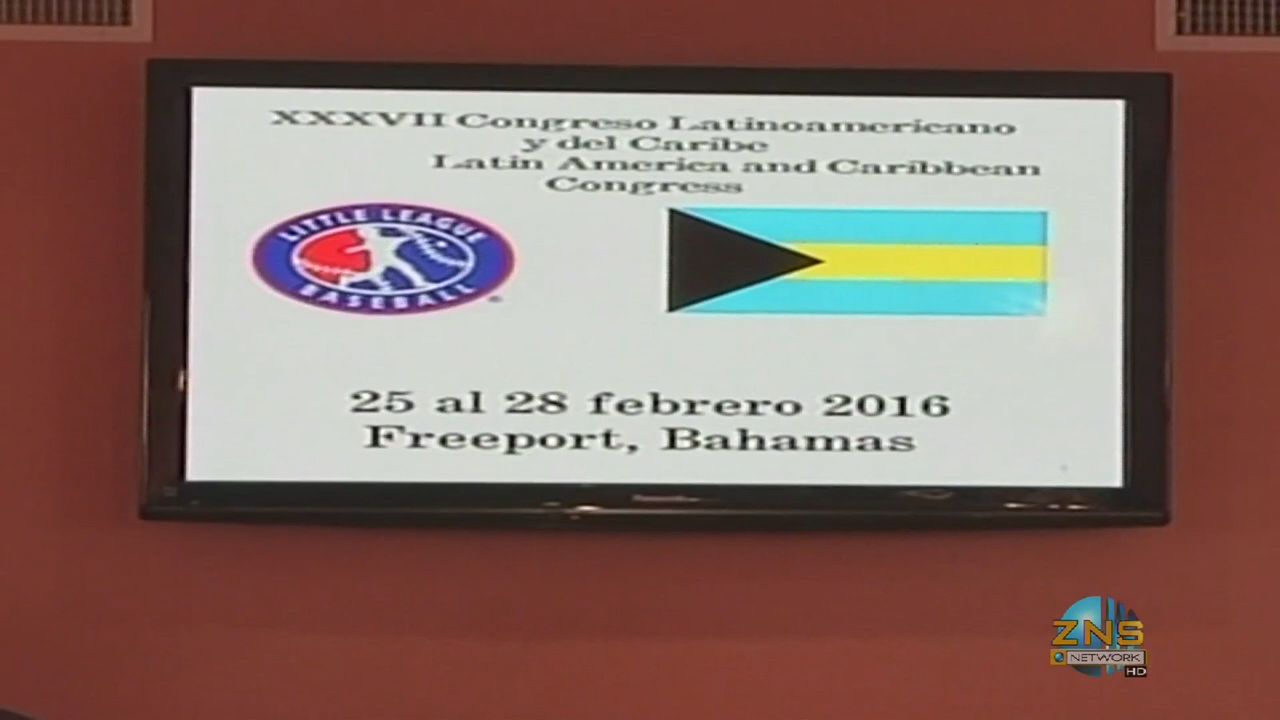 XXXVII Congreso Latinoamericano
y del Caribe
Latin America and Caribbean
Congress
LITTLE LEAGUE
BASEBALL
25 al 28 febrero 2016
Freeport, Bahamas
ZNS
NETWORK
HD